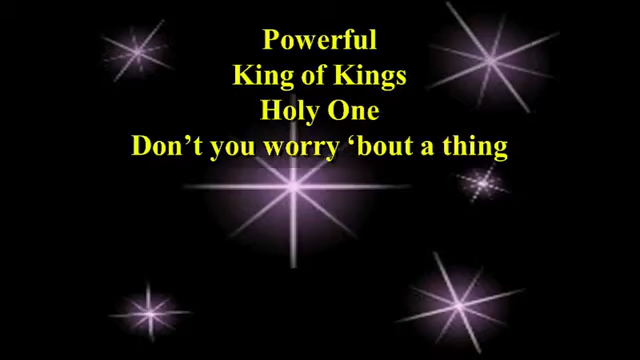 Powerful
King of Kings
Holy One
Don’t you worry ‘bout a thing